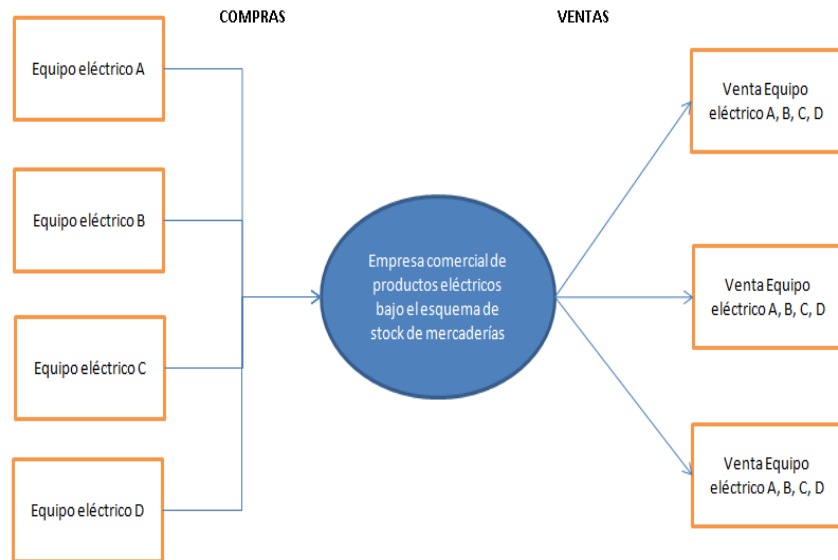 COMPRAS
VENTAS
Equipo eléctrico A
Equipo eléctrico B
Equipo eléctrico C
Equipo eléctrico D
Empresa comercial de
productos eléctricos
bajo el esquema de
stock de mercaderías
Venta Equipo
eléctrico A, B, C, D
Venta Equipo
eléctrico A, B, C, D
Venta Equipo
eléctrico A, B, C, D